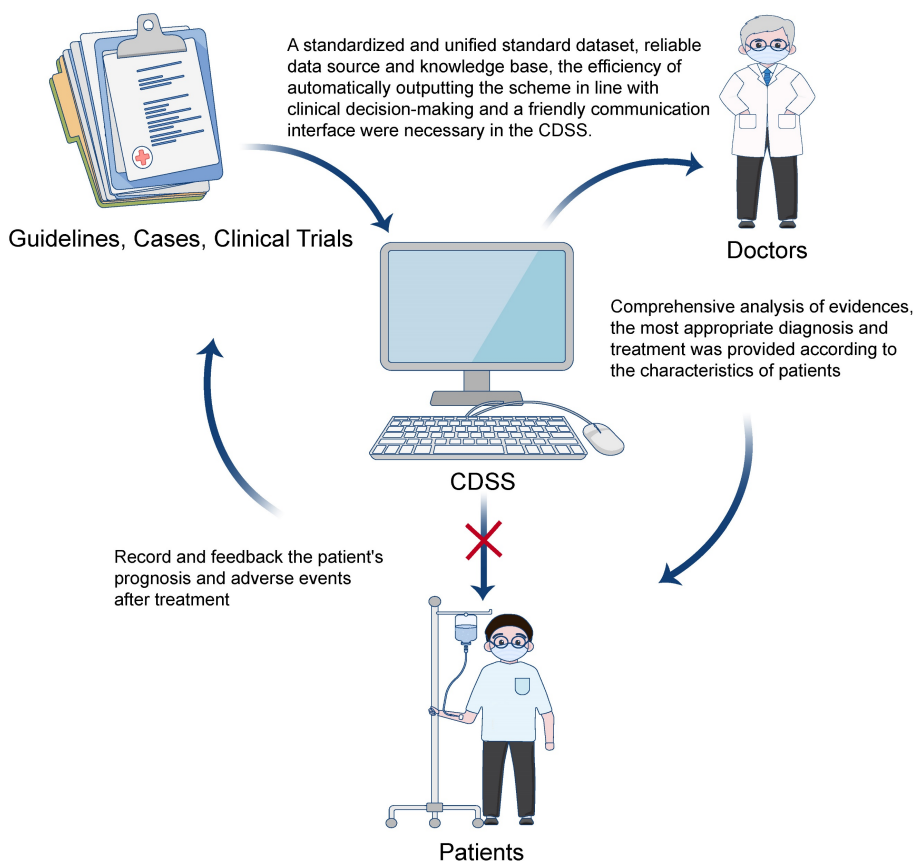 A standardized and unified standard dataset, reliable
data source and knowledge base, the efficiency of
automatically outputting the scheme in line with
clinical decision-making and a friendly communication
interface were necessary in the CDSS.
Guidelines, Cases, Clinical Trials
Doctors
Comprehensive analysis of evidences,
the most appropriate diagnosis and
treatment was provided according to
the characteristics of patients
CDSS
Record and feedback the patient's
prognosis and adverse events
after treatment
Patients